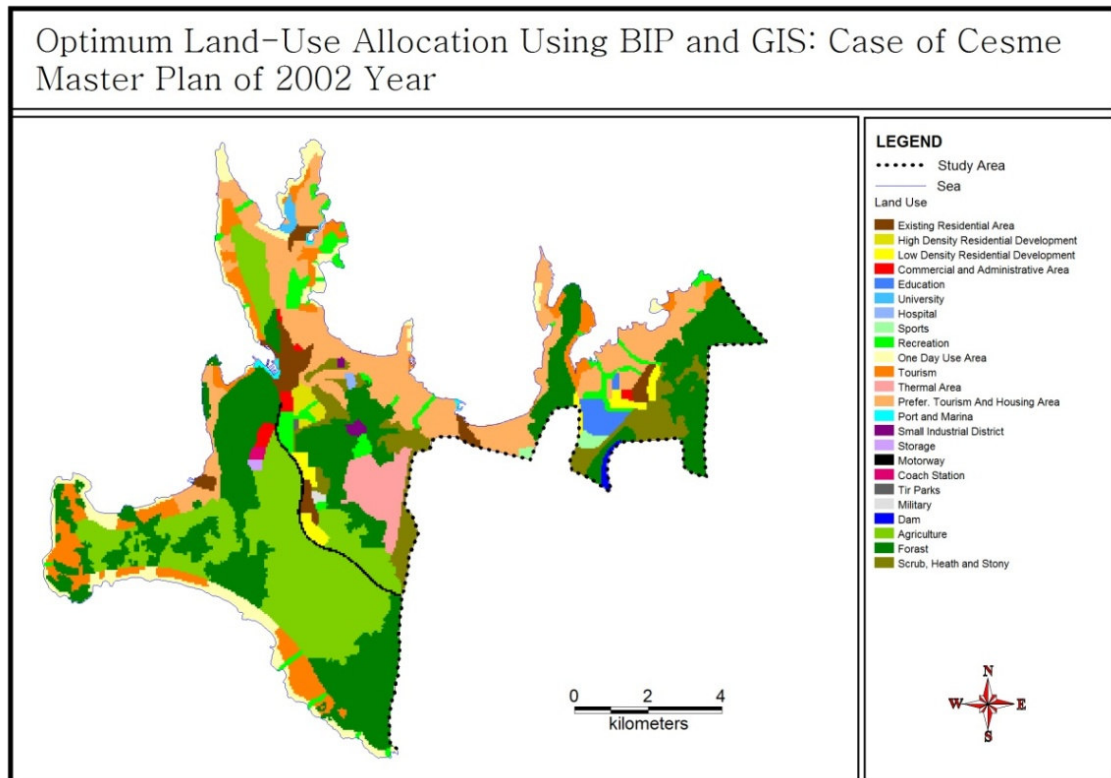 Optimum Land-Use Allocation Using BIP and GIS: Case of Cesme
Master Plan of 2002 Year
LEGEND
Study Area
Sea
Land Use
Existing Residential Area
High Density Residential Development
Low Density Residential Development
Commercial and Administrative Area
Education
University
Hospital
Sports
Recreation
One Day Use Area
Tourism
Thermal Area
Prefer. Tourism And Housing Area
Port and Marina
Small Industrial District
Storage
Motorway
Coach Station
Tir Parks
Military
Dam
Agriculture
Forast
Scrub, Heath and Stony
0 2 4
kilometers
N
W E
S